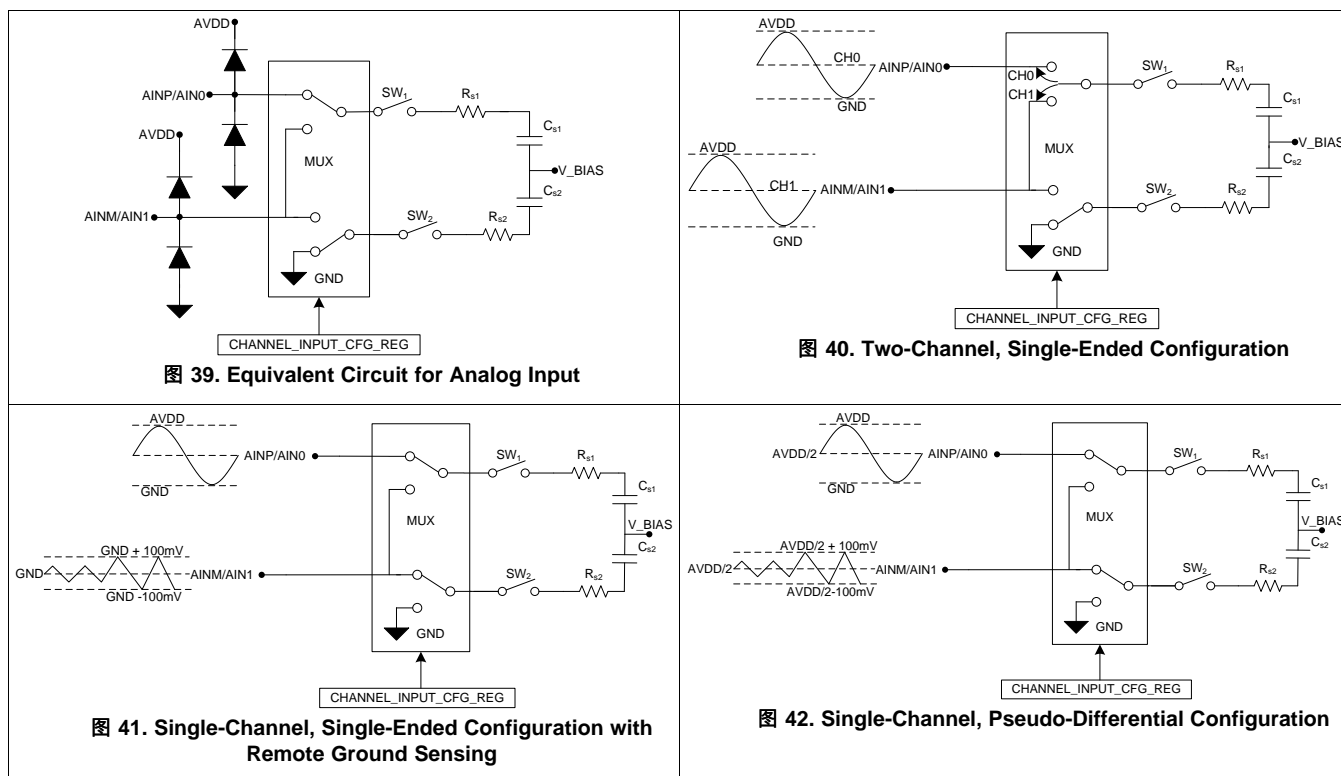 AVDD
AINP/AIN0
AVDD
AINM/AIN1
MUX
SW1
Rs1
Cs1
V_BIAS
Cs2
SW2
Rs2
GND
CHANNEL_INPUT_CFG_REG
图 39. Equivalent Circuit for Analog Input
AVDD
CH0
GND
AINP/AIN0
AVDD
CH1
GND
AINM/AIN1
CH0
CH1
MUX
SW1
Rs1
Cs1
V_BIAS
Cs2
SW2
Rs2
GND
CHANNEL_INPUT_CFG_REG
图 40. Two-Channel, Single-Ended Configuration
AVDD
GND
AINP/AIN0
GND + 100mV
GND
GND -100mV
AINM/AIN1
MUX
SW1
Rs1
Cs1
V_BIAS
Cs2
SW2
Rs2
GND
CHANNEL_INPUT_CFG_REG
图 41. Single-Channel, Single-Ended Configuration with
Remote Ground Sensing
AVDD
AVDD/2
GND
AINP/AIN0
AVDD/2 + 100mV
AVDD/2
AVDD/2-100mV
AINM/AIN1
MUX
SW1
Rs1
Cs1
V_BIAS
Cs2
SW2
Rs2
GND
CHANNEL_INPUT_CFG_REG
图 42. Single-Channel, Pseudo-Differential Configuration